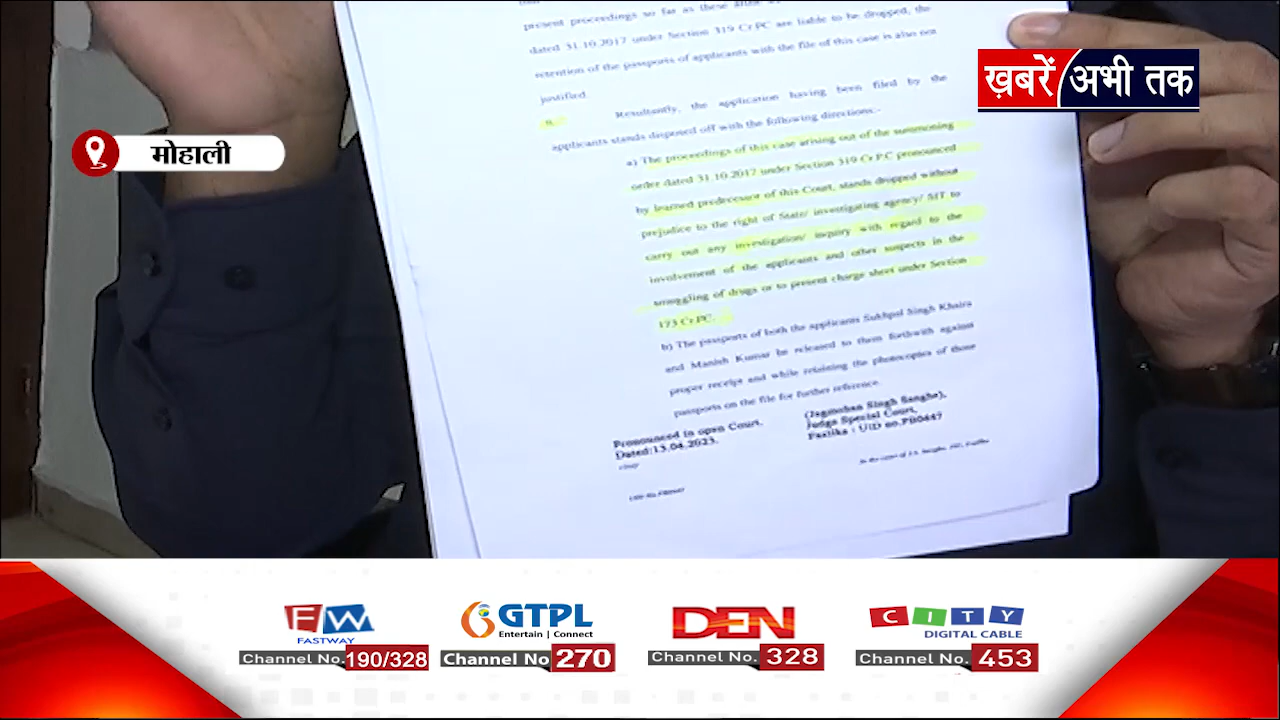 present proceedings so far as these
dated 31.10.2017 under Section 319 Cr.PC are liable to be dropped, the
retention of the passports of applicants with the file of this case is also not
justified.
Resultantly, the application having been filed by the
applicants stands disposed off with the following directions:-
a) The proceedings of this case arising out of the summoning
order dated 31.10.2017 under Section 319 Cr.P.C pronounced
by learned predecessor of this Court, stands dropped without
prejudice to the right of State/ investigating agency/ SIT to
carry out any investigation/ inquiry with regard to the
involvement of the applicants and other suspects in the
smuggling of drugs or to present charge sheet under Section
173 Cr.PC.
b) The passports of both the applicants Sukhpal Singh Khaira
and Manish Kumar be released to them forthwith against
proper receipt and while retaining the photocopies of those
passports on the file for further reference.
Pronounced in open Court.
Dated:13.04.2023.
(Jagmohan Singh Sangha),
Judge Special Court,
Fazilka : UID no.PB0447
ख़बरें अभी तक
मोहाली
FW
FASTWAY
Channel No. 190/328
GTPL
Entertain | Connect
Channel No 270
DEN
Channel No. 328
CITY
DIGITAL CABLE
Channel No. 453